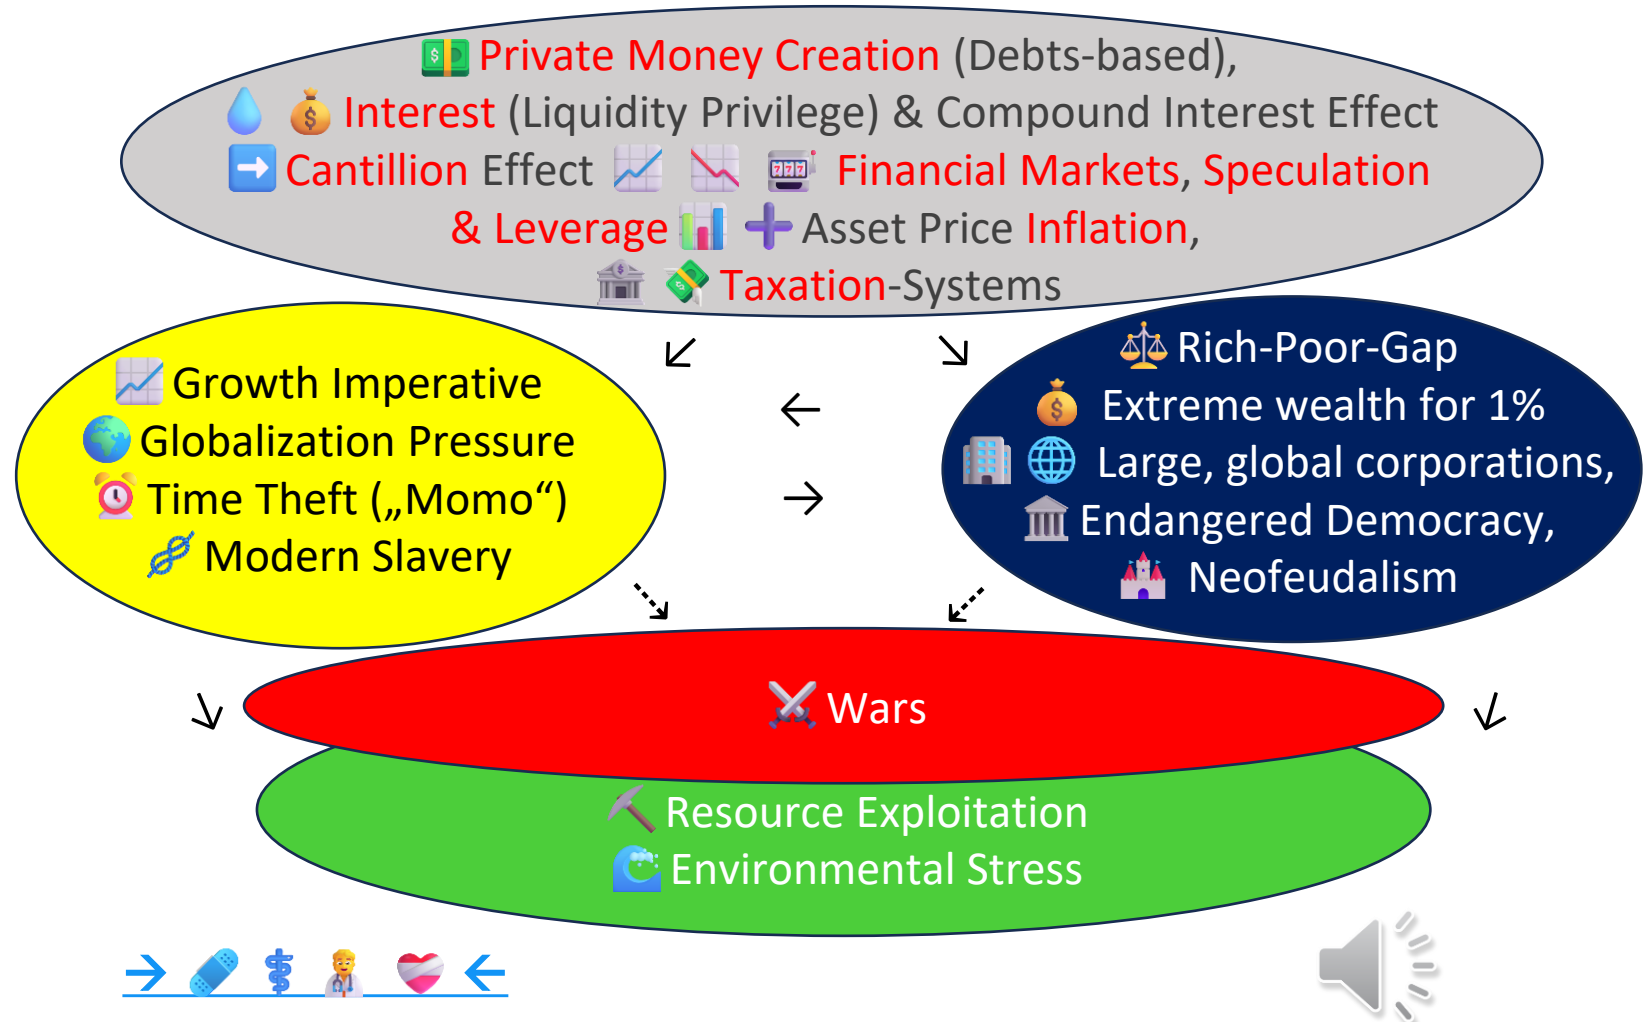 Private Money Creation (Debts-based),
Interest (Liquidity Privilege) & Compound Interest Effect
Cantillion Effect Financial Markets, Speculation
& Leverage Asset Price Inflation,
Taxation-Systems
Growth Imperative
Globalization Pressure
Time Theft („Momo“)
Modern Slavery
Rich-Poor-Gap
Extreme wealth for 1%
Large, global corporations,
Endangered Democracy,
Neofeudalism
Wars
Resource Exploitation
Environmental Stress